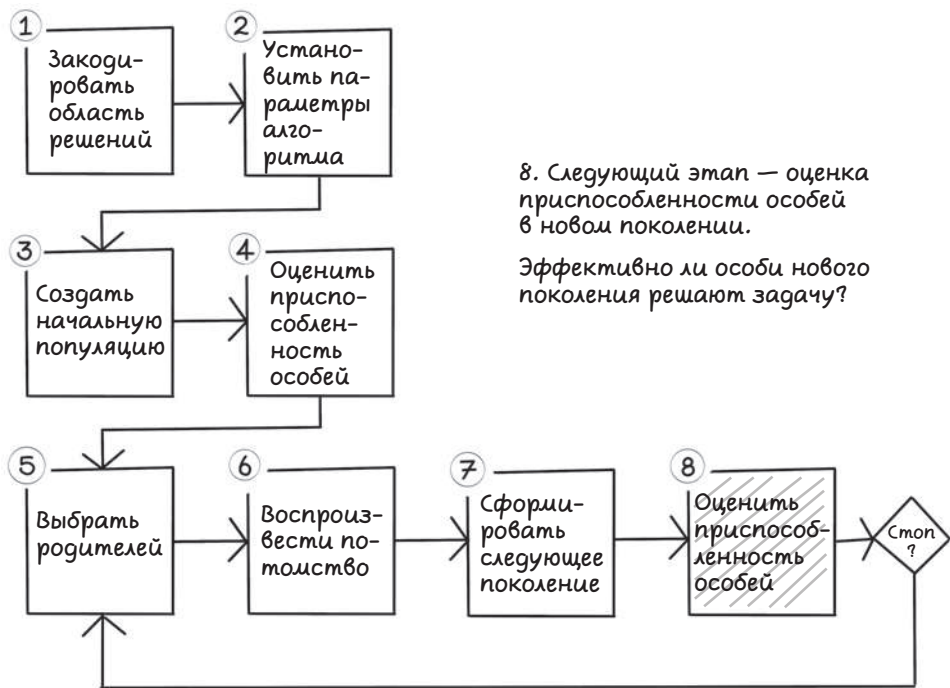 1
Закоди-
ровать
область
решений
2
Устано-
вить па-
раметры
алго-
ритма
8. Следующий этап — оценка
приспособленности особей
в новом поколении.
Эффективно ли особи нового
поколения решают задачу?
3
Создать
начальную
популяцию
4
Оценить
приспо-
соблен-
ность
особей
5
Выбрать
родителей
6
Воспроиз-
вести по-
томство
7
Сформи-
ровать
следующее
поколение
8
Оценить
приспособ-
ленность
особей
Стоп
?